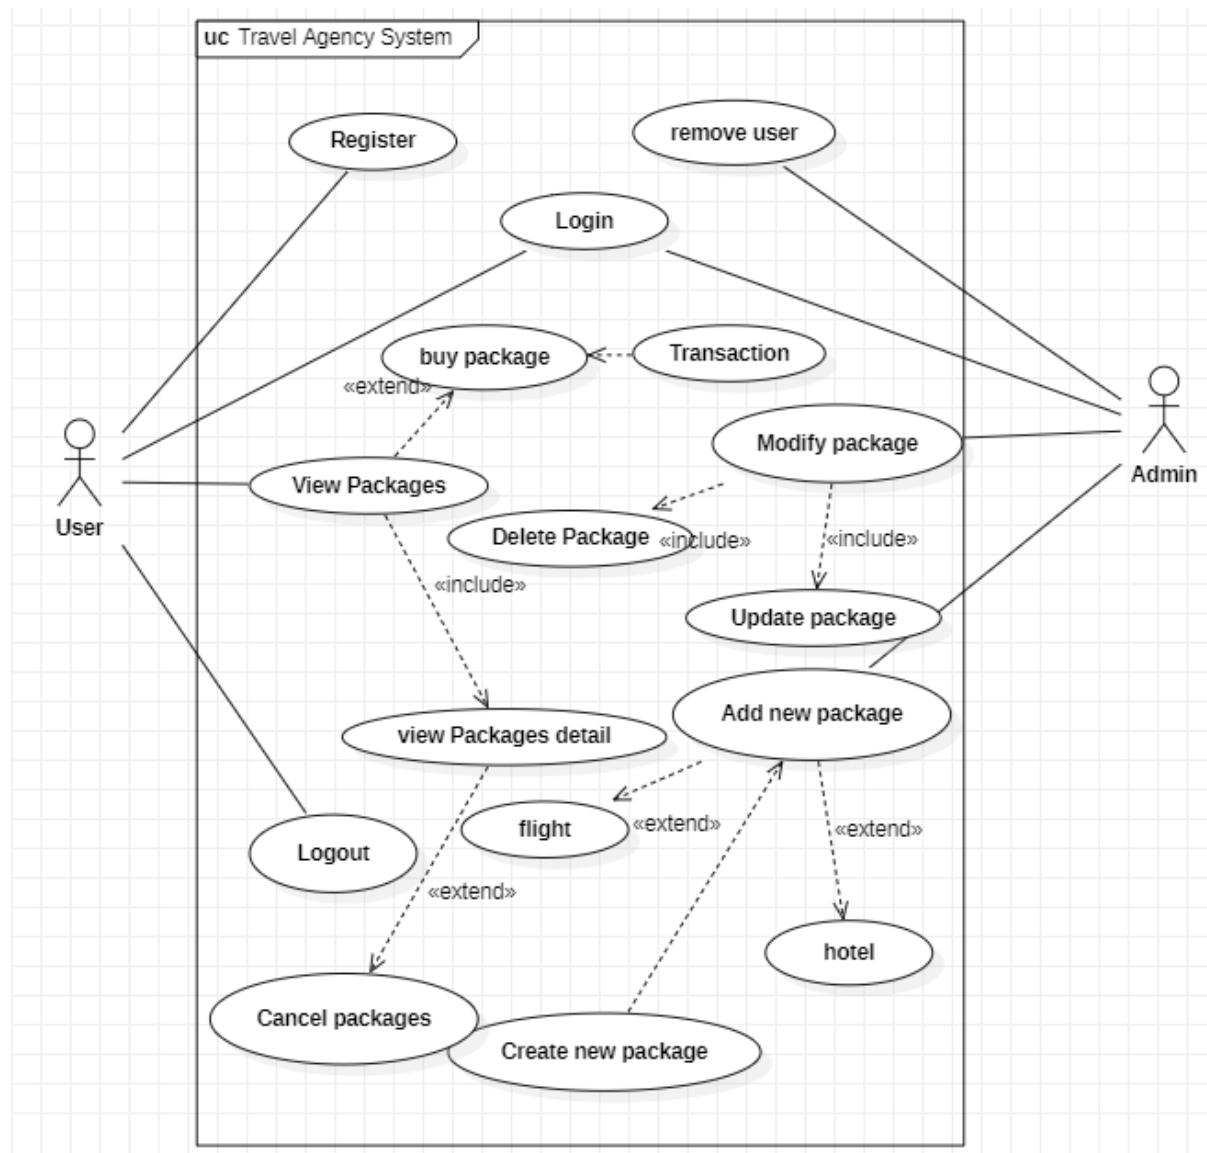 uc Travel Agency System
Register
remove user
Login
buy package
Transaction
«extend»
Modify package
View Packages
Admin
User
Delete Package
«include»
«include»
«include»
Update package
Add new package
view Packages detail
flight
«extend»
«extend»
Logout
«extend»
hotel
Cancel packages
Create new package